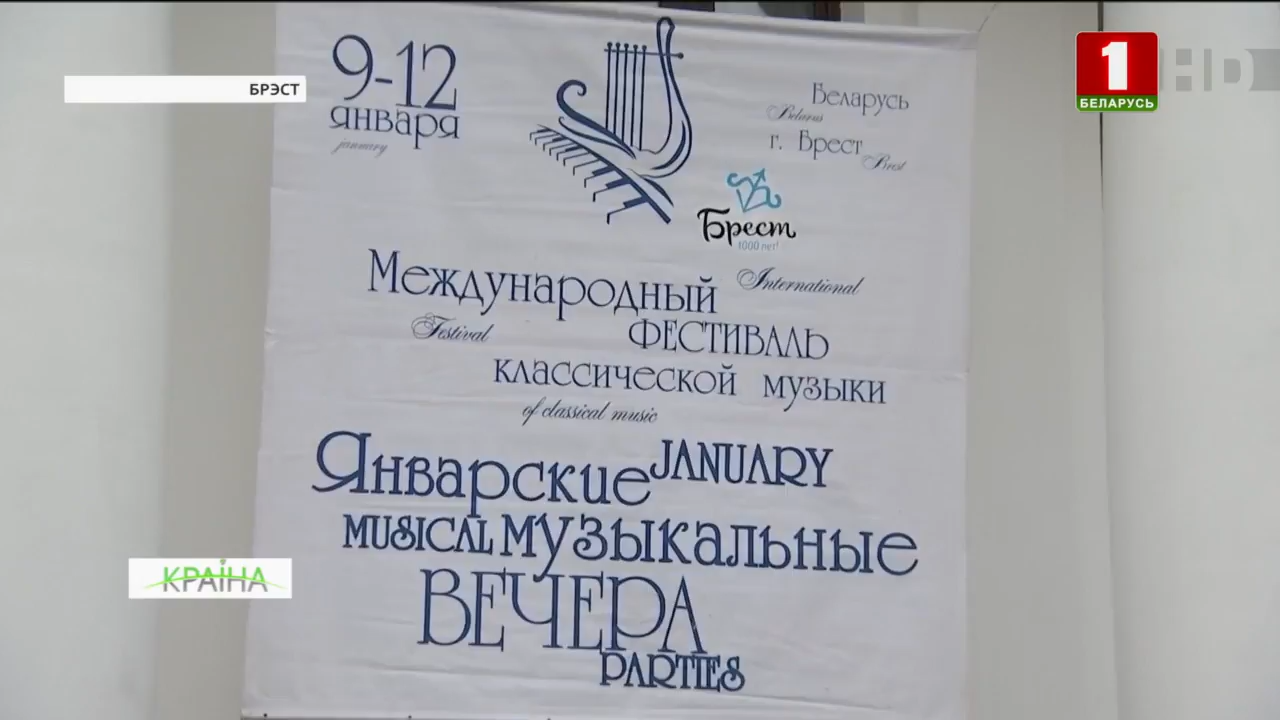 БРЭСТ
1 HD
БЕЛАРУСЬ
9-12
января
january
Беларусь
Belarus
г. Брест
Brest
Брест
1000 лет!
Международный International
Festival ФЕСТИВАЛЬ
классической музыки
of classical music
Январские JANUARY
MUSICAL музыкальные
ВЕЧЕРА
PARTIES
КРАІНА